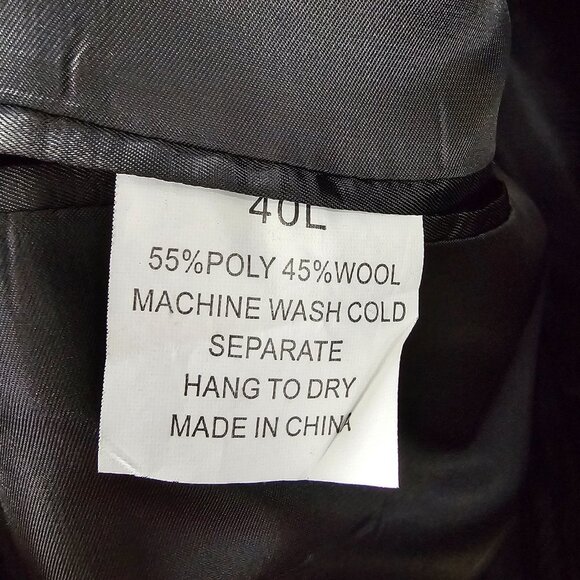 40L
55%POLY 45%WOOL
MACHINE WASH COLD
SEPARATE
HANG TO DRY
MADE IN CHINA